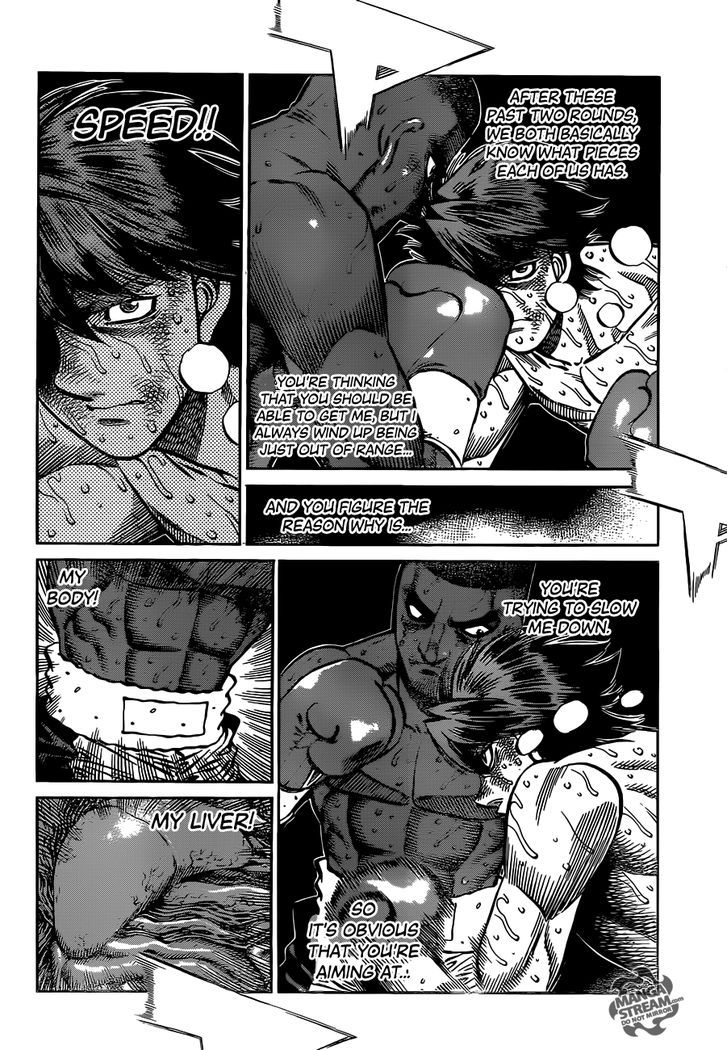 AFTER THESE
PAST TWO ROUNDS,
WE BOTH BASICALLY
KNOW WHAT PIECES
EACH OF US HAS.
YOU'RE THINKING
THAT YOU SHOULD BE
ABLE TO GET ME, BUT I
ALWAYS WIND UP BEING
JUST OUT OF RANGE...
AND YOU FIGURE THE
REASON WHY IS...
SPEED!!
YOU'RE
TRYING TO SLOW
ME DOWN.
SO
IT'S OBVIOUS
THAT YOU'RE
AIMING AT...
MY
BODY!
MY LIVER!
MANGA
STREAM.com
DO NOT MIRROR